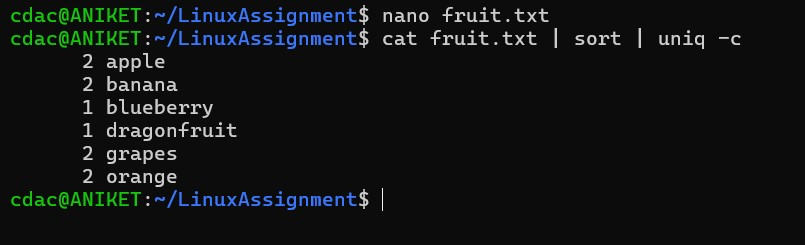 cdac@ANIKET:~/LinuxAssignment$ nano fruit.txt
cdac@ANIKET:~/LinuxAssignment$ cat fruit.txt | sort | uniq -c
      2 apple
      2 banana
      1 blueberry
      1 dragonfruit
      2 grapes
      2 orange
cdac@ANIKET:~/LinuxAssignment$